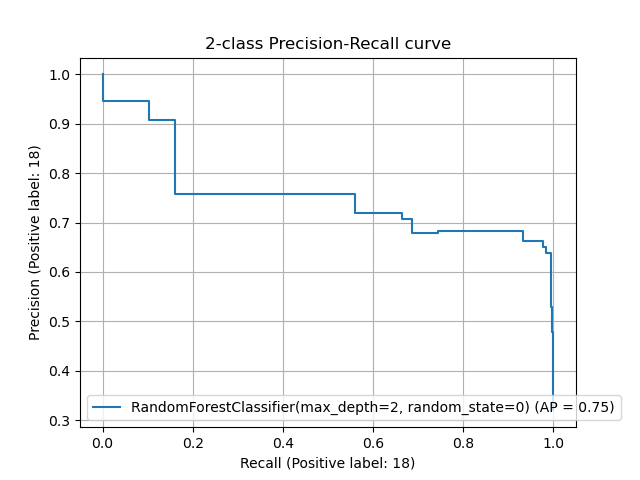 2-class Precision-Recall curve
1.0
0.9
0.8
0.7
0.6
0.5
0.4
0.3
Precision (Positive label: 18)
RandomForestClassifier(max_depth=2, random_state=0) (AP = 0.75)
0.0 0.2 0.4 0.6 0.8 1.0
Recall (Positive label: 18)